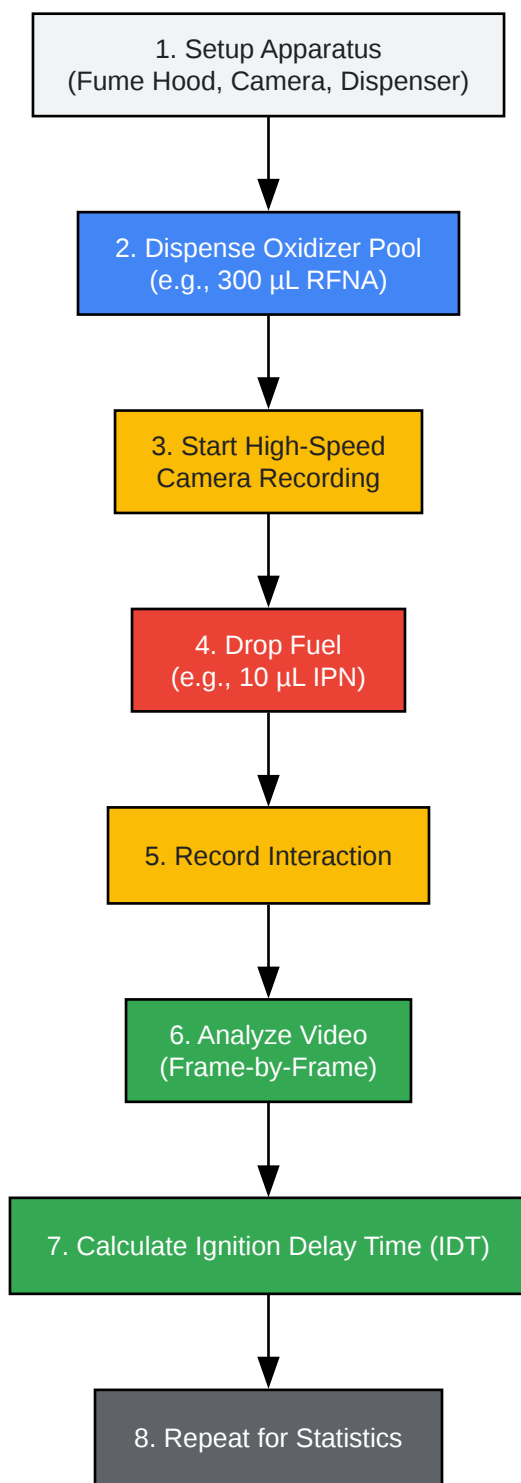 1. Setup Apparatus
(Fume Hood, Camera, Dispenser)
2. Dispense Oxidizer Pool
(e.g., 300 µL RFNA)
3. Start High-Speed
Camera Recording
4. Drop Fuel
(e.g., 10 µL IPN)
5. Record Interaction
6. Analyze Video
(Frame-by-Frame)
7. Calculate Ignition Delay Time (IDT)
8. Repeat for Statistics